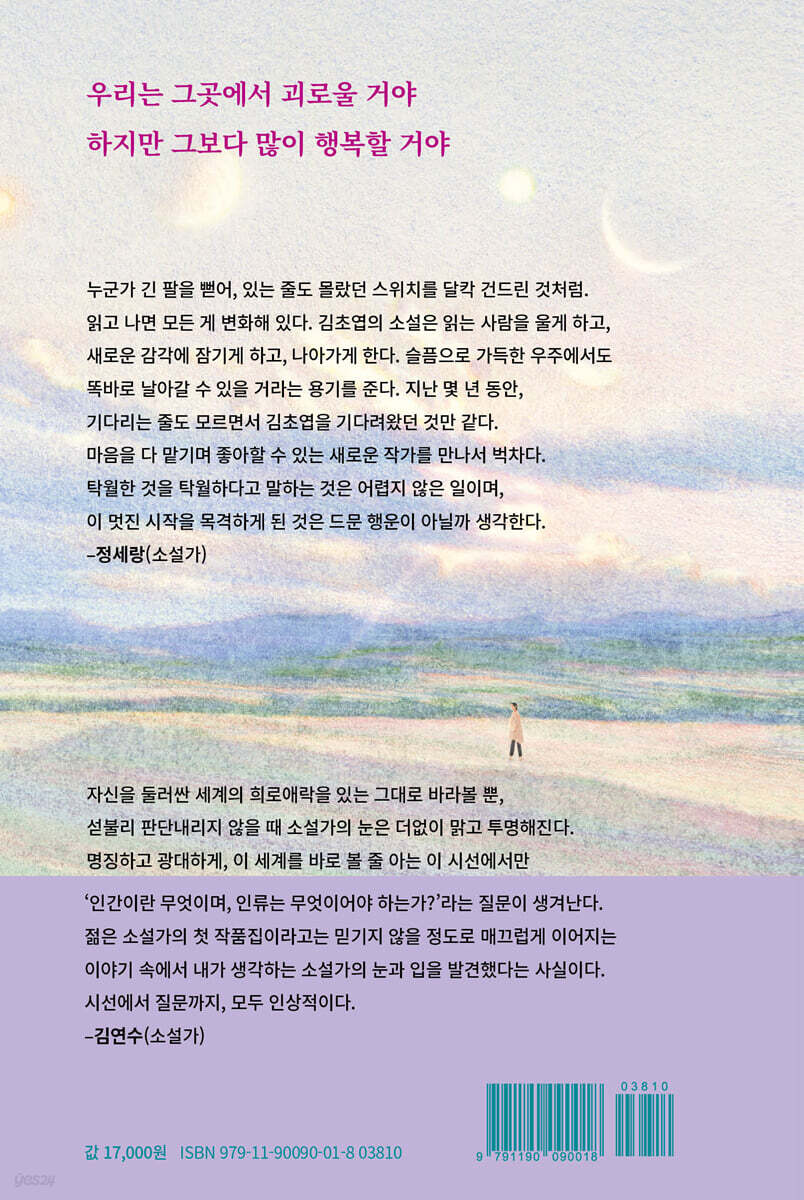 우리는 그곳에서 괴로울 거야
하지만 그보다 많이 행복할 거야
누군가 긴 팔을 뻗어, 있는 줄도 몰랐던 스위치를 달칵 건드린 것처럼.
읽고 나면 모든 게 변화해 있다. 김초엽의 소설은 읽는 사람을 울게 하고,
새로운 감각에 잠기게 하고, 나아가게 한다. 슬픔으로 가득한 우주에서도
똑바로 날아갈 수 있을 거라는 용기를 준다. 지난 몇 년 동안,
기다리는 줄도 모르면서 김초엽을 기다려왔던 것만 같다.
마음을 다 맡기며 좋아할 수 있는 새로운 작가를 만나서 벅차다.
탁월한 것을 탁월하다고 말하는 것은 어렵지 않은 일이며,
이 멋진 시작을 목격하게 된 것은 드문 행운이 아닐까 생각한다.
–정세랑(소설가)
자신을 둘러싼 세계의 희로애락을 있는 그대로 바라볼 뿐,
섣불리 판단내리지 않을 때 소설가의 눈은 더없이 맑고 투명해진다.
명징하고 광대하게, 이 세계를 바로 볼 줄 아는 이 시선에서만
‘인간이란 무엇이며, 인류는 무엇이어야 하는가?’라는 질문이 생겨난다.
젊은 소설가의 첫 작품집이라고는 믿기지 않을 정도로 매끄럽게 이어지는
이야기 속에서 내가 생각하는 소설가의 눈과 입을 발견했다는 사실이다.
시선에서 질문까지, 모두 인상적이다.
–김연수(소설가)
03810
9 791190 090018
값 17,000원 ISBN 979-11-90090-01-8 03810
yes24